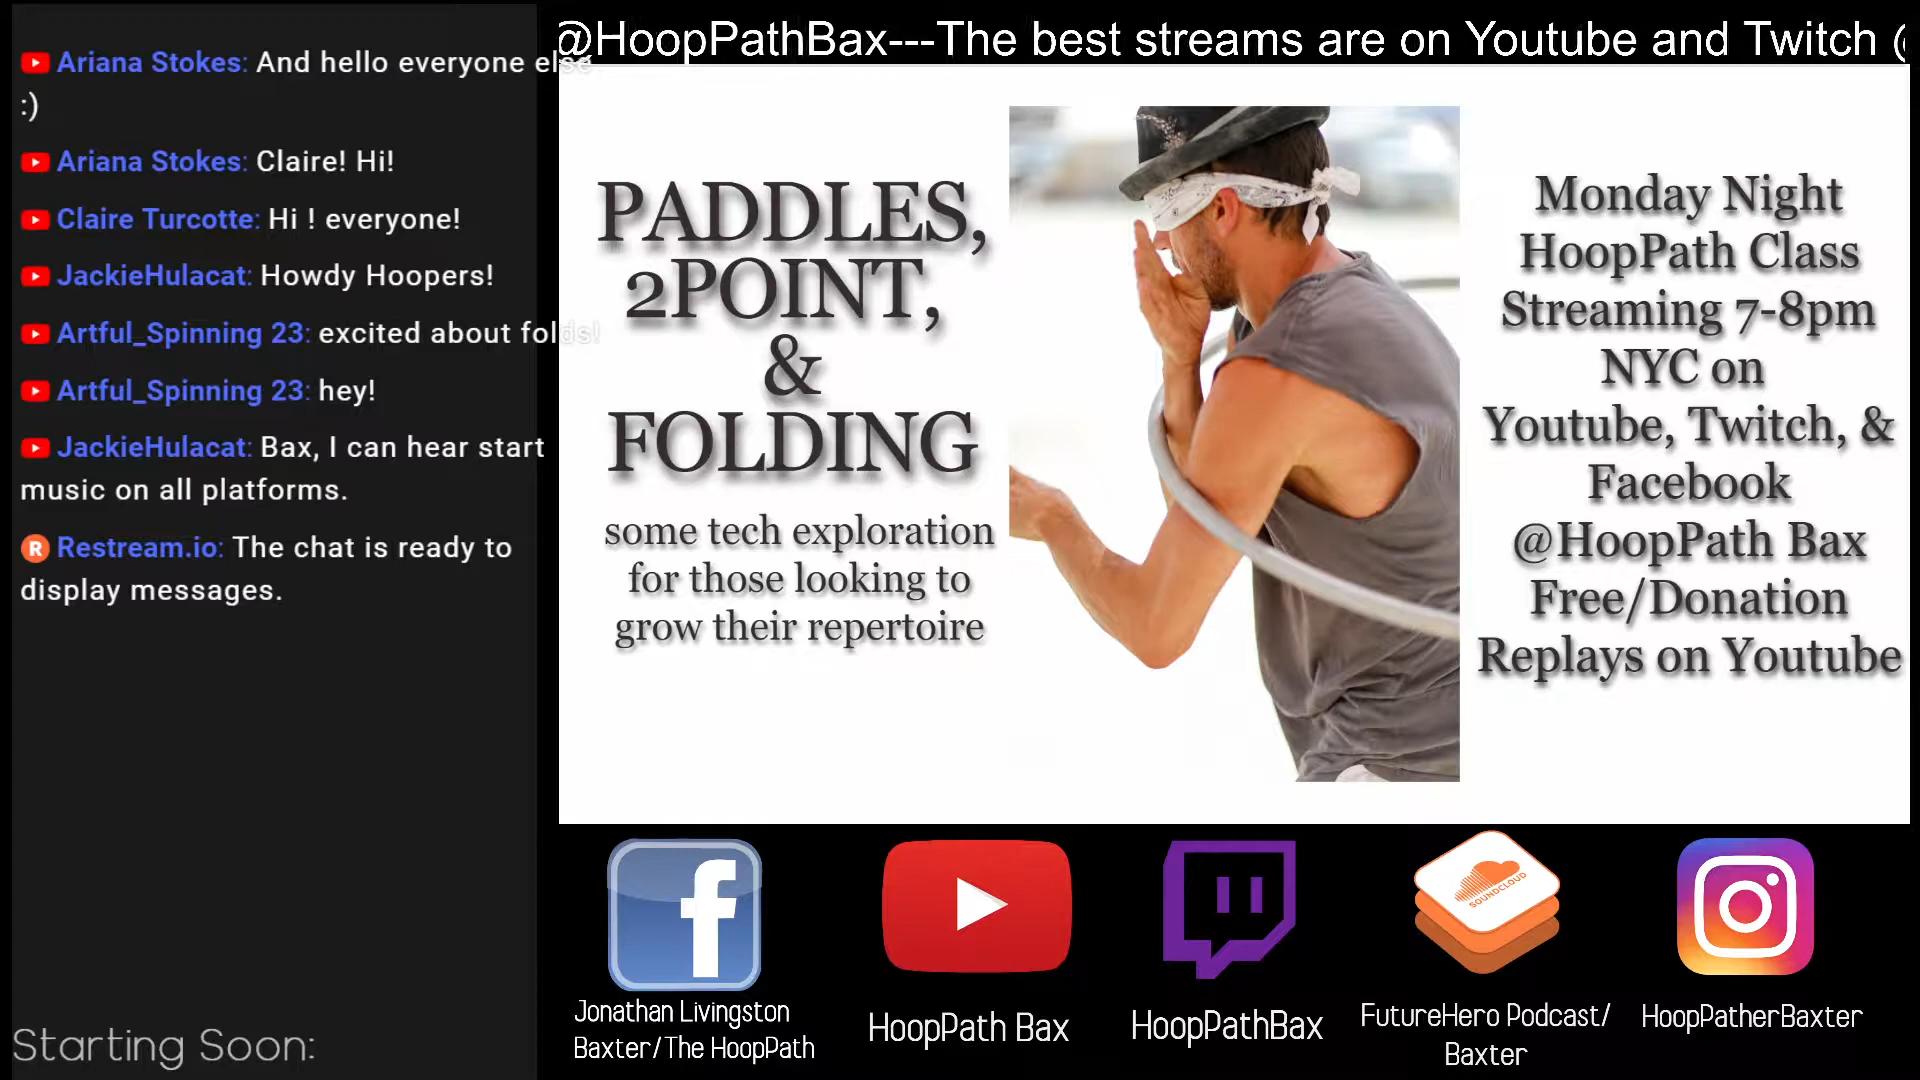 Ariana Stokes: And hello everyone else
:)
Ariana Stokes: Claire! Hi!
Claire Turcotte: Hi ! everyone!
JackieHulacat: Howdy Hoopers!
Artful_Spinning 23: excited about folds!
Artful_Spinning 23: hey!
JackieHulacat: Bax, I can hear start
music on all platforms.
R Restream.io: The chat is ready to
display messages.
Starting Soon:
@HoopPathBax---The best streams are on Youtube and Twitch @
PADDLES,
2POINT,
&
FOLDING
some tech exploration
for those looking to
grow their repertoire
Monday Night
HoopPath Class
Streaming 7-8pm
NYC on
Youtube, Twitch, &
Facebook
@HoopPath Bax
Free/Donation
Replays on Youtube
f
SOUNDCLOUD
Jonathan Livingston
Baxter/The HoopPath
HoopPath Bax
HoopPathBax
FutureHero Podcast/
Baxter
HoopPatherBaxter